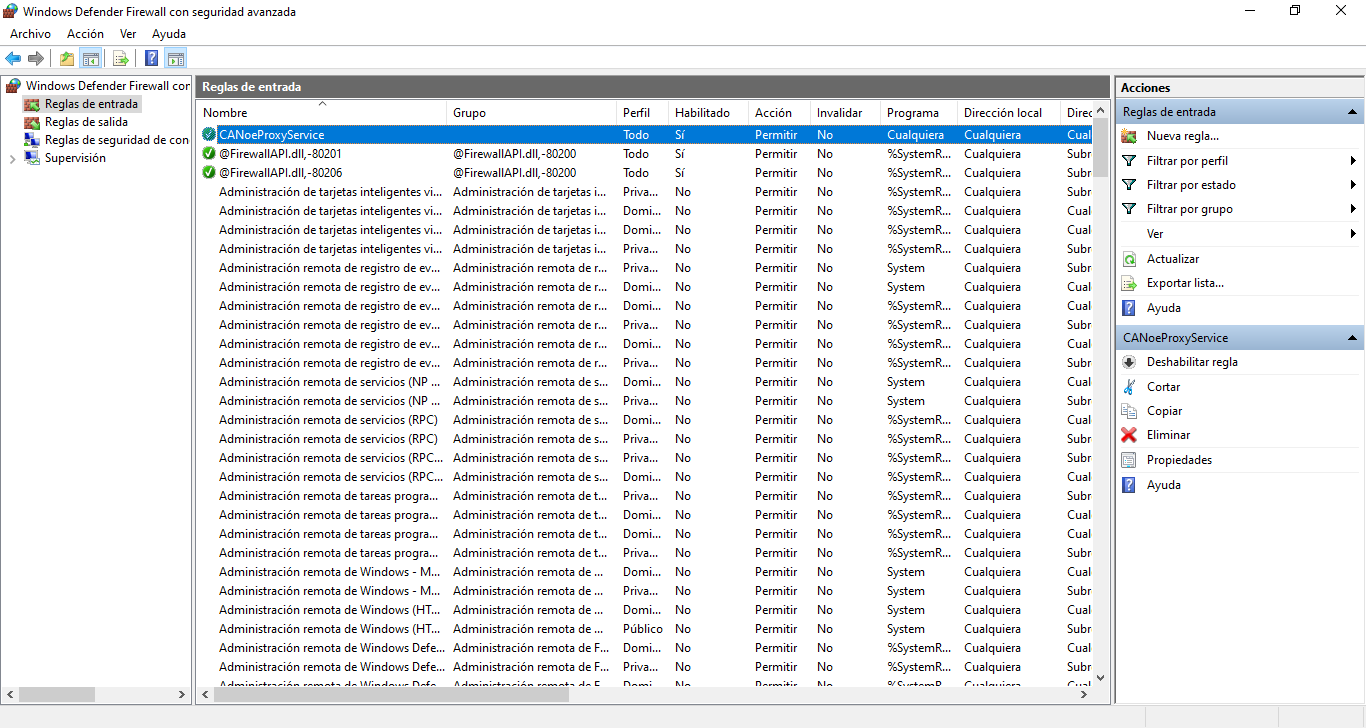 Windows Defender Firewall con seguridad avanzada
Archivo Acción Ver Ayuda
Windows Defender Firewall cor
Reglas de entrada
Reglas de salida
Reglas de seguridad de con
Supervisión
Reglas de entrada
Nombre Grupo Perfil Habilitado Acción Invalidar Programa Dirección local Direc
CANoeProxyService Todo Sí Permitir No Cualquiera Cualquiera Cual
@FirewallAPI.dll,-80201 @FirewallAPI.dll,-80200 Todo Sí Permitir No %SystemR... Cualquiera Subr
@FirewallAPI.dll,-80206 @FirewallAPI.dll,-80200 Todo Sí Permitir No %SystemR... Cualquiera Subr
Administración de tarjetas inteligentes vi... Administración de tarjetas i... Priva... No Permitir No %SystemR... Cualquiera Subr
Administración de tarjetas inteligentes vi... Administración de tarjetas i... Domi... No Permitir No %SystemR... Cualquiera Cual
Administración de tarjetas inteligentes vi... Administración de tarjetas i... Domi... No Permitir No %SystemR... Cualquiera Cual
Administración de tarjetas inteligentes vi... Administración de tarjetas i... Priva... No Permitir No %SystemR... Cualquiera Subr
Administración remota de registro de ev... Administración remota de r... Priva... No Permitir No System Cualquiera Subr
Administración remota de registro de ev... Administración remota de r... Domi... No Permitir No System Cualquiera Cual
Administración remota de registro de ev... Administración remota de r... Domi... No Permitir No %SystemR... Cualquiera Cual
Administración remota de registro de ev... Administración remota de r... Priva... No Permitir No %SystemR... Cualquiera Subr
Administración remota de registro de ev... Administración remota de r... Domi... No Permitir No %SystemR... Cualquiera Cual
Administración remota de registro de ev... Administración remota de r... Priva... No Permitir No %SystemR... Cualquiera Subr
Administración remota de servicios (NP ... Administración remota de s... Domi... No Permitir No System Cualquiera Cual
Administración remota de servicios (NP ... Administración remota de s... Priva... No Permitir No System Cualquiera Subr
Administración remota de servicios (RPC) Administración remota de s... Domi... No Permitir No %SystemR... Cualquiera Cual
Administración remota de servicios (RPC) Administración remota de s... Priva... No Permitir No %SystemR... Cualquiera Subr
Administración remota de servicios (RPC... Administración remota de s... Priva... No Permitir No %SystemR... Cualquiera Subr
Administración remota de servicios (RPC... Administración remota de s... Domi... No Permitir No %SystemR... Cualquiera Cual
Administración remota de tareas progra... Administración remota de t... Priva... No Permitir No %SystemR... Cualquiera Subr
Administración remota de tareas progra... Administración remota de t... Domi... No Permitir No %SystemR... Cualquiera Cual
Administración remota de tareas progra... Administración remota de t... Domi... No Permitir No %SystemR... Cualquiera Cual
Administración remota de tareas progra... Administración remota de t... Priva... No Permitir No %SystemR... Cualquiera Subr
Administración remota de Windows - M... Administración remota de ... Domi... No Permitir No System Cualquiera Cual
Administración remota de Windows - M... Administración remota de ... Priva... No Permitir No System Cualquiera Subr
Administración remota de Windows (HT... Administración remota de ... Domi... No Permitir No System Cualquiera Cual
Administración remota de Windows (HT... Administración remota de ... Público No Permitir No System Cualquiera Subr
Administración remota de Windows Defe... Administración remota de F... Domi... No Permitir No %SystemR... Cualquiera Cual
Administración remota de Windows Defe... Administración remota de F... Priva... No Permitir No %SystemR... Cualquiera Subr
Acciones
Reglas de entrada
Nueva regla...
Filtrar por perfil
Filtrar por estado
Filtrar por grupo
Ver
Actualizar
Exportar lista...
Ayuda
CANoeProxyService
Deshabilitar regla
Cortar
Copiar
Eliminar
Propiedades
Ayuda